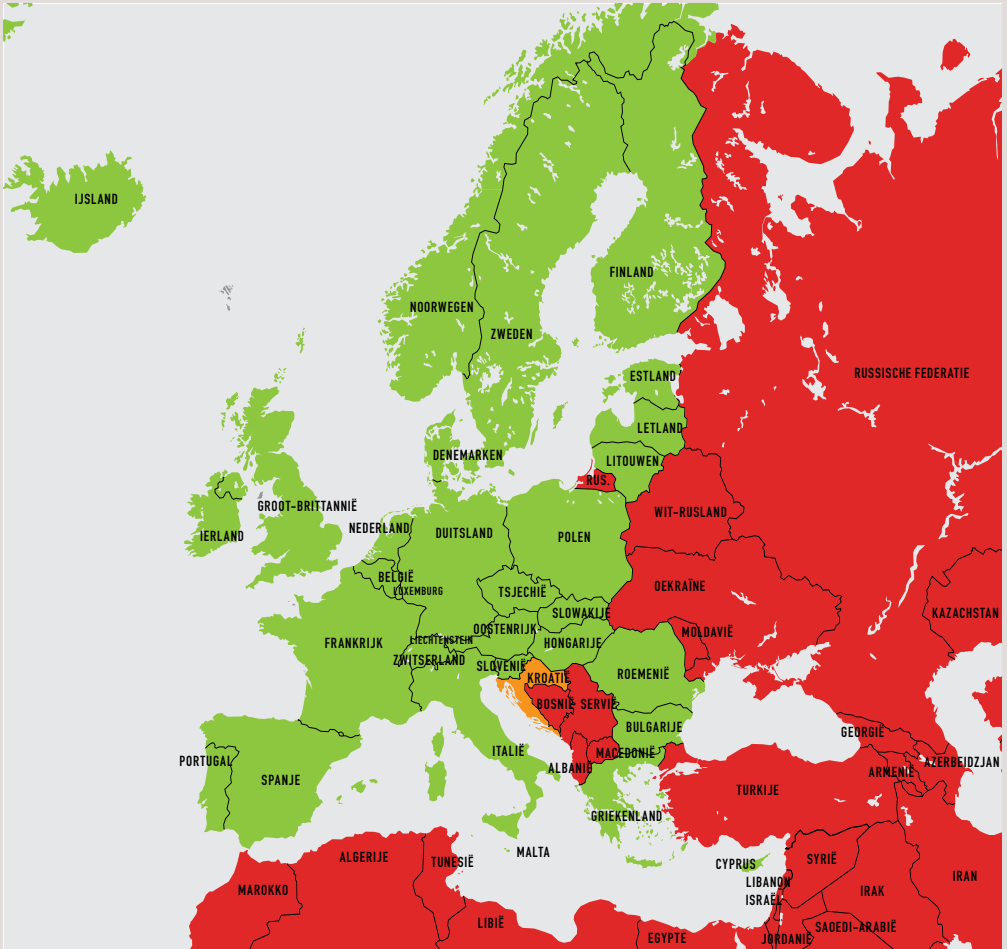 IJSLAND
FINLAND
NOORWEGEN
ZWEDEN
RUSSISCHE FEDERATIE
ESTLAND
LETLAND
DENEMARKEN
LITOUWEN
RUS.
GROOT-BRITTANNIË
WIT-RUSLAND
NEDERLAND
IERLAND
DUITSLAND
POLEN
BELGIË
LUXEMBURG
TSJECHIË
OEKRAÏNE
SLOWAKIJE
KAZACHSTAN
OOSTENRIJK
MOLDAVIË
FRANKRIJK
LIECHTENSTEIN
HONGARIJE
ZWITSERLAND
SLOVENIË
ROEMENIË
KROATIË
BOSNIË
SERVIË
BULGARIJE
GEORGIË
ITALIË
MACEDONIË
PORTUGAL
AZERBEIDZJAN
ALBANIË
ARMENIË
SPANJE
TURKIJE
GRIEKENLAND
MALTA
ALGERIJE
TUNESIË
SYRIË
CYPRUS
IRAN
LIBANON
MAROKKO
IRAK
ISRAËL
LIBIË
SAOEDI-ARABIË
EGYPTE
JORDANIË